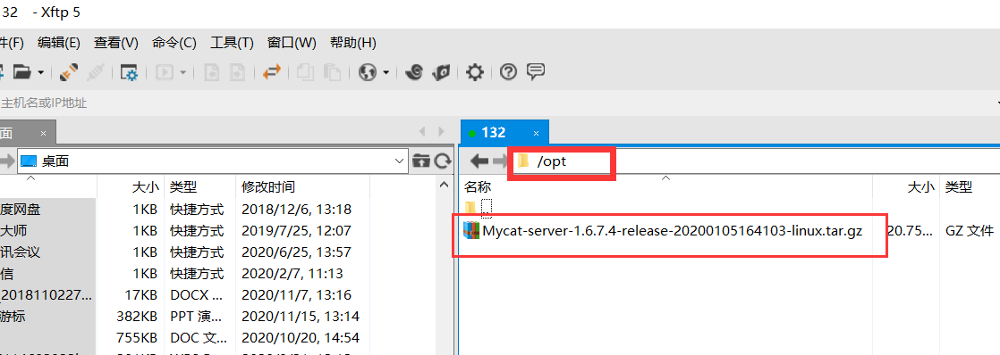 132 - Xftp 5
件(F) 编辑(E) 查看(V) 命令(C) 工具(T) 窗口(W) 帮助(H)
主机名或IP地址
面 × 132 ×
桌面 /opt
大小 类型 修改时间 名称 大小 类型
度网盘 1KB 快捷方式 2018/12/6, 13:18
大师 1KB 快捷方式 2019/7/25, 12:07 Mycat-server-1.6.7.4-release-20200105164103-linux.tar.gz 20.75... GZ 文件
讯会议 1KB 快捷方式 2020/6/25, 13:57
信 1KB 快捷方式 2020/2/7, 11:13
_2018110227... 17KB DOCX ... 2020/11/7, 13:16
游标 382KB PPT 演... 2020/11/15, 13:14
755KB DOC 文... 2020/10/20, 14:54